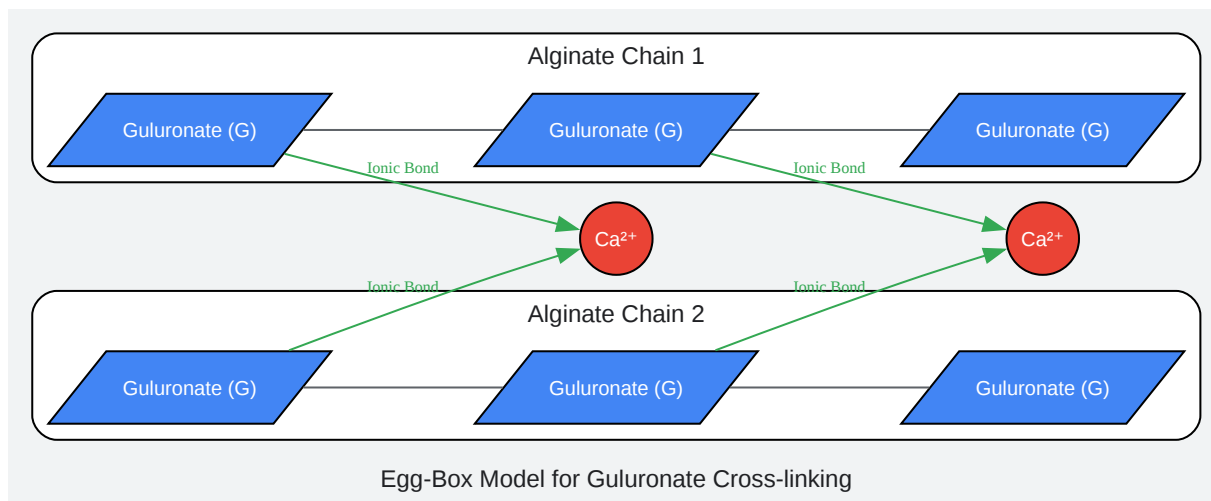 Alginate Chain 1
Guluronate (G)
Guluronate (G)
Guluronate (G)
Ionic Bond
Ionic Bond
Ca²⁺
Ca²⁺
Ionic Bond
Ionic Bond
Alginate Chain 2
Guluronate (G)
Guluronate (G)
Guluronate (G)
Egg-Box Model for Guluronate Cross-linking